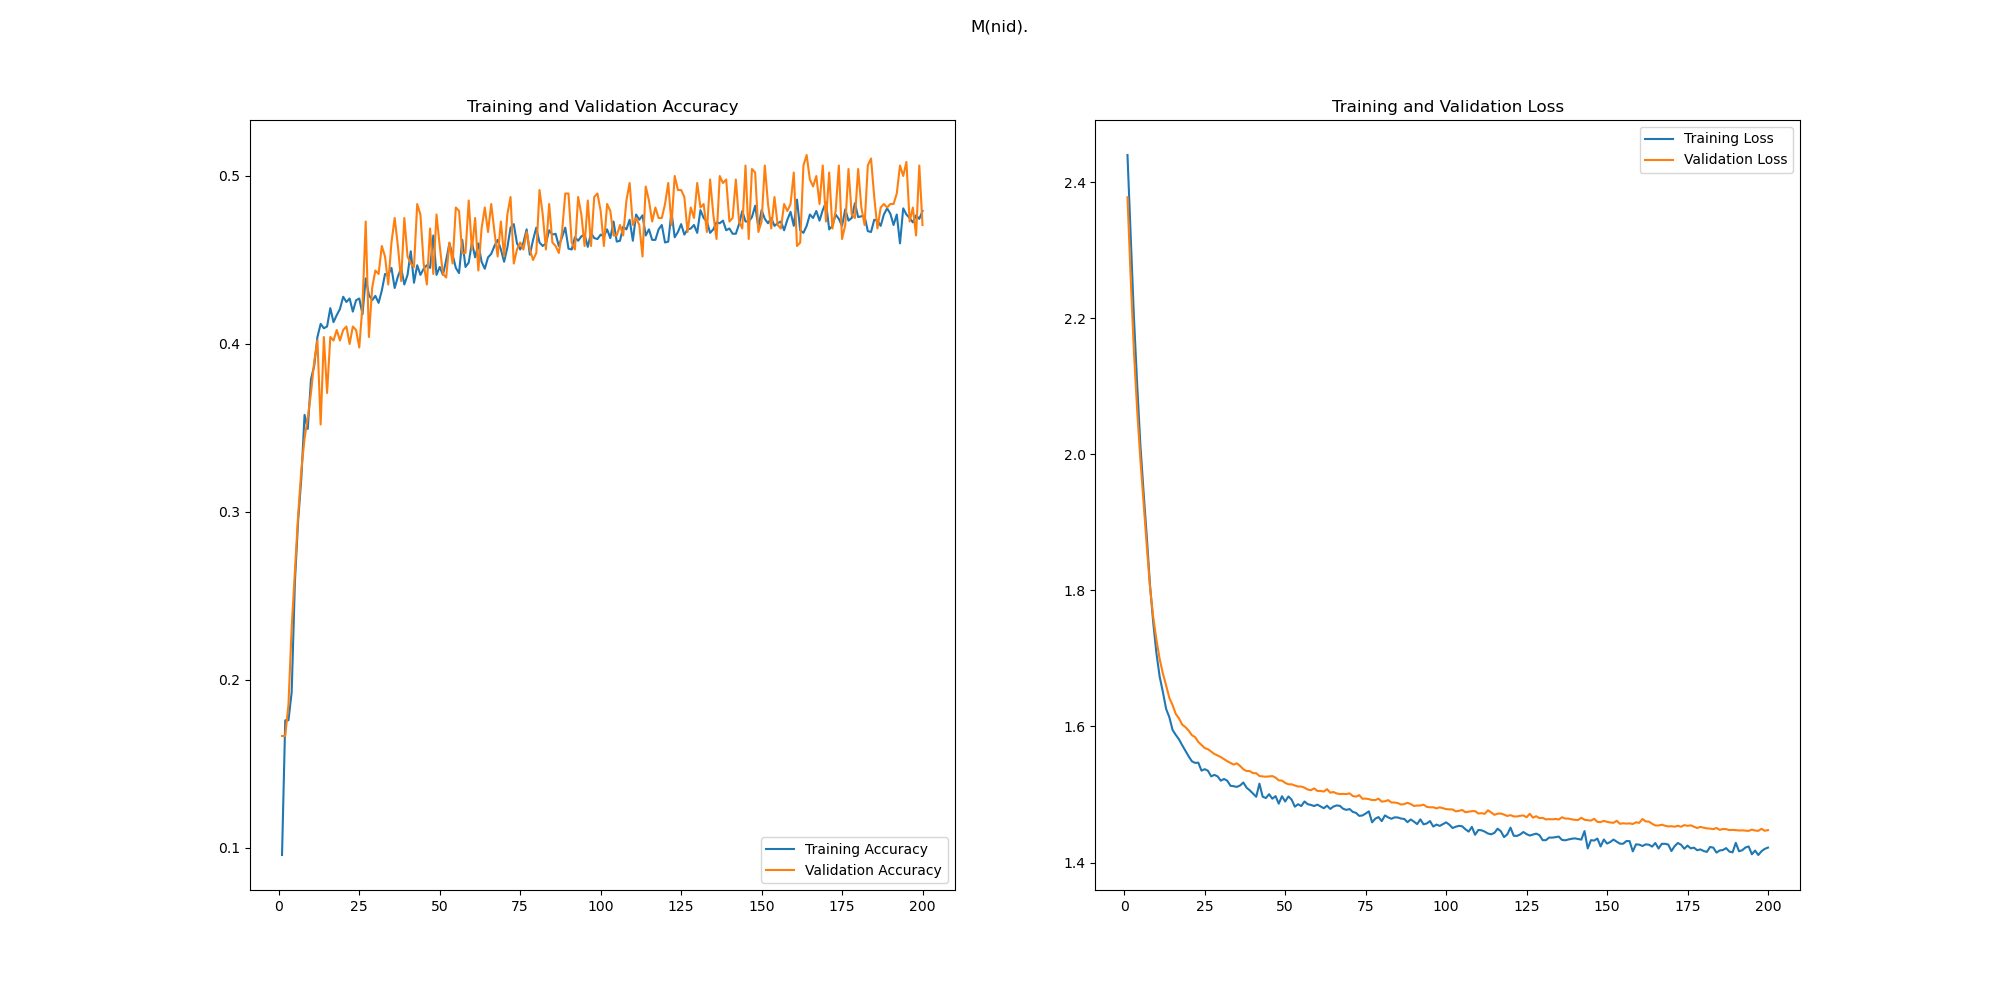 M(nid).
Training and Validation Accuracy
0.5
0.4
0.3
0.2
0.1
0 25 50 75 100 125 150 175 200
Training Accuracy
Validation Accuracy
Training and Validation Loss
2.4
2.2
2.0
1.8
1.6
1.4
0 25 50 75 100 125 150 175 200
Training Loss
Validation Loss